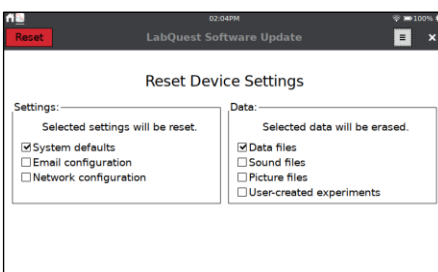 02:04PM
100%
Reset
LabQuest Software Update
Reset Device Settings
Settings:
Selected settings will be reset.
System defaults
Email configuration
Network configuration
Data:
Selected data will be erased.
Data files
Sound files
Picture files
User-created experiments